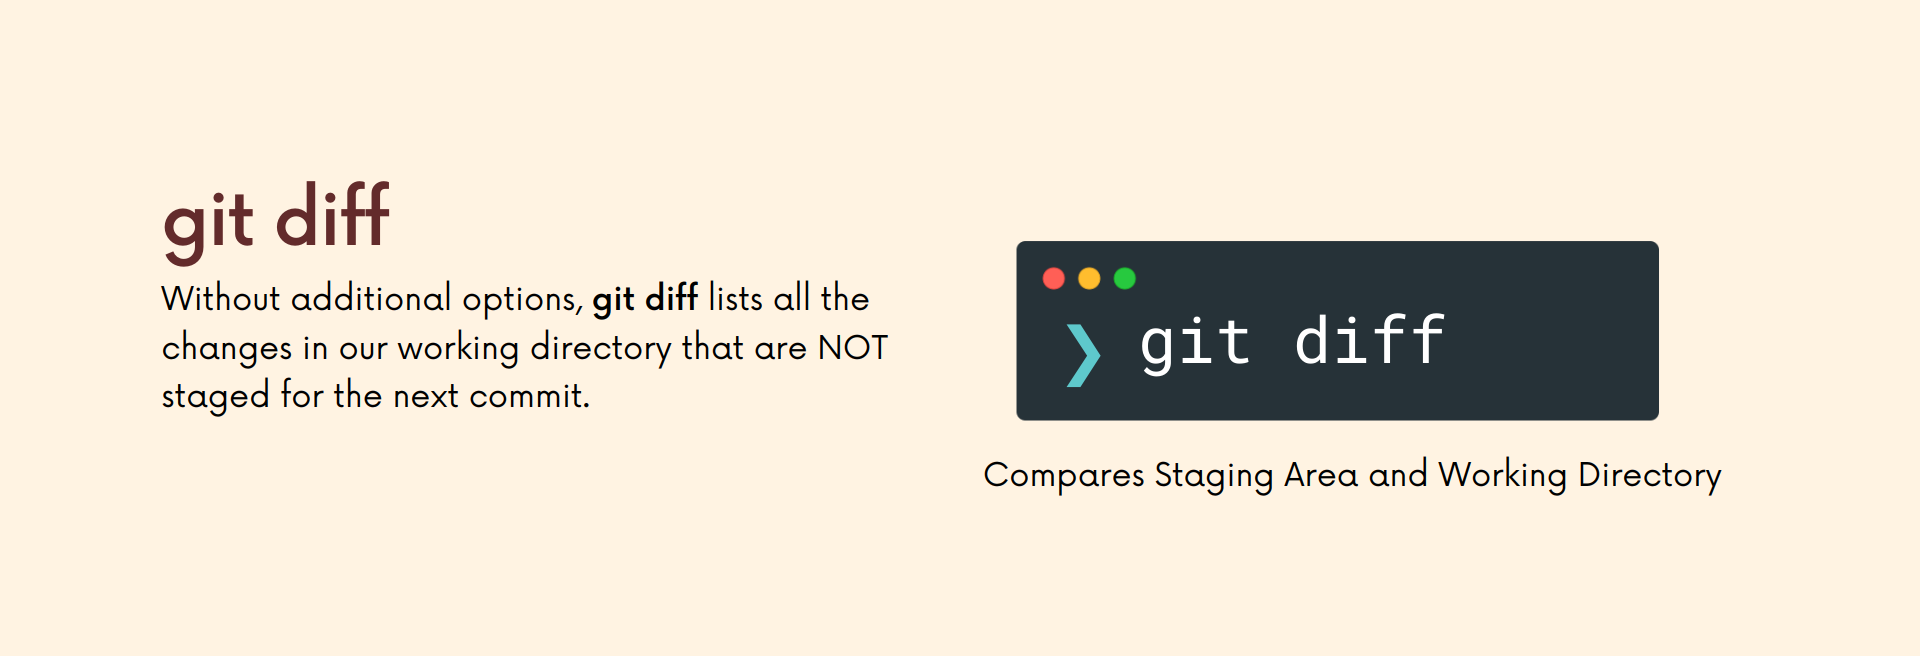 git diff
Without additional options, git diff lists all the
changes in our working directory that are NOT
staged for the next commit.
❯ git diff
Compares Staging Area and Working Directory